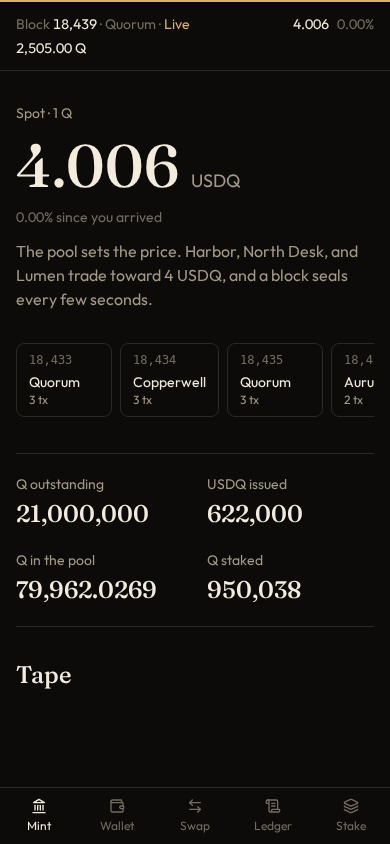 Block 18,439 · Quorum · Live 4.006 0.00%
2,505.00 Q
Spot · 1 Q
4.006 USDQ
0.00% since you arrived
The pool sets the price. Harbor, North Desk, and
Lumen trade toward 4 USDQ, and a block seals
every few seconds.
18,433 18,434 18,435 18,4
Quorum Copperwell Quorum Auru
3 tx 3 tx 3 tx 2 tx
Q outstanding USDQ issued
21,000,000 622,000
Q in the pool Q staked
79,962.0269 950,038
Tape
Mint Wallet Swap Ledger Stake